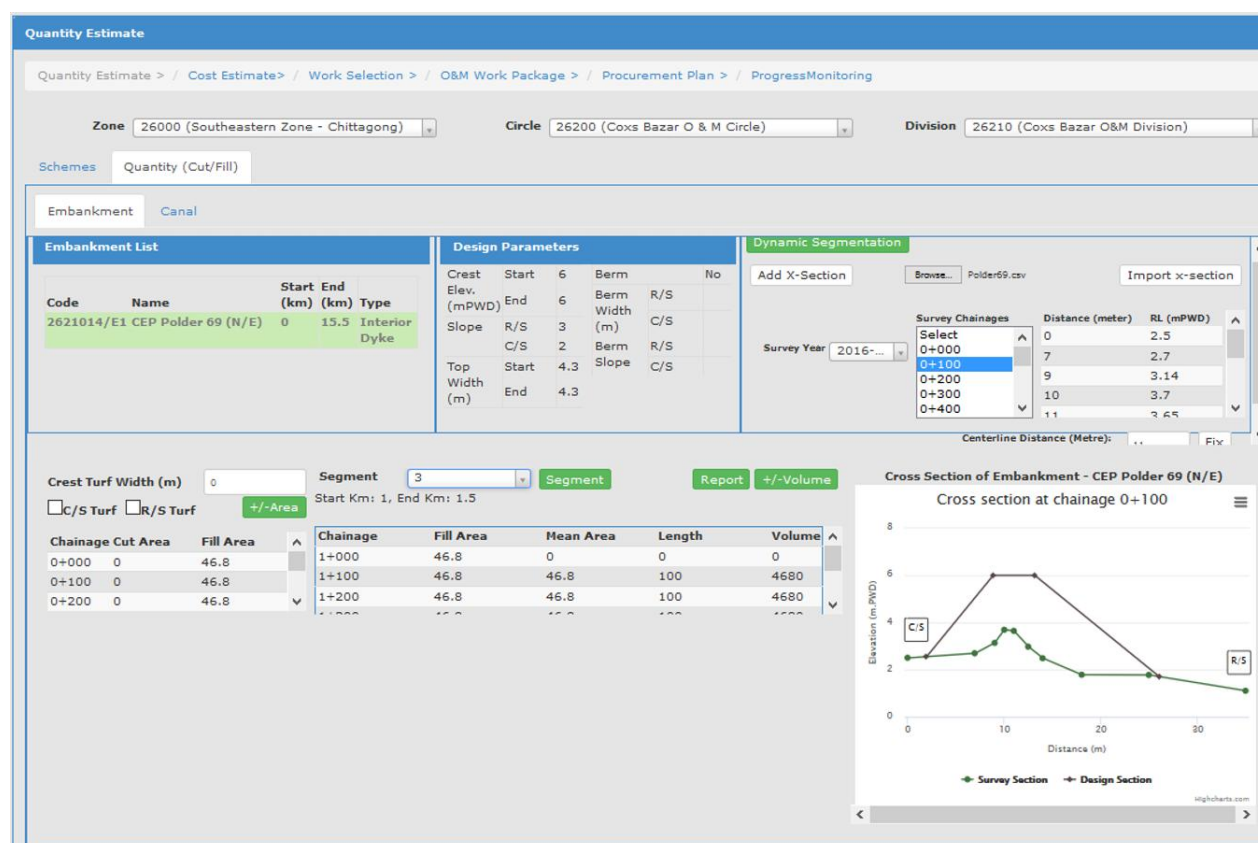 Quantity Estimate
Quantity Estimate > / Cost Estimate> / Work Selection > / O&M Work Package > / Procurement Plan > / ProgressMonitoring
Zone 26000 (Southeastern Zone - Chittagong) Circle 26200 (Coxs Bazar O & M Circle) Division 26210 (Coxs Bazar O&M Division)
Schemes Quantity (Cut/Fill)
Embankment Canal
Embankment List
Code Name Start (km) End (km) Type
2621014/E1 CEP Polder 69 (N/E) 0 15.5 Interior Dyke
Design Parameters
Crest Elev. (mPWD) Start 6 Berm No
End 6 Berm Width (m) R/S
Slope R/S 3 C/S
C/S 2 Berm Slope R/S
Top Width (m) Start 4.3 C/S
End 4.3
Dynamic Segmentation
Add X-Section Browse... Polder69.csv Import x-section
Survey Year 2016-...
Survey Chainages
Select
0+000
0+100
0+200
0+300
0+400
Distance (meter) RL (mPWD)
0 2.5
7 2.7
9 3.14
10 3.7
11 3.65
Centerline Distance (Metre): Fix
Crest Turf Width (m) 0
C/S Turf R/S Turf +/-Area
Chainage Cut Area Fill Area
0+000 0 46.8
0+100 0 46.8
0+200 0 46.8
Segment 3 Segment Report +/-Volume
Start Km: 1, End Km: 1.5
Chainage Fill Area Mean Area Length Volume
1+000 46.8 0 0 0
1+100 46.8 46.8 100 4680
1+200 46.8 46.8 100 4680
Cross Section of Embankment - CEP Polder 69 (N/E)
Cross section at chainage 0+100
Elevation (m.PWD)
8
6
4
2
0
C/S
R/S
0 10 20 30
Distance (m)
Survey Section Design Section
Highcharts.com